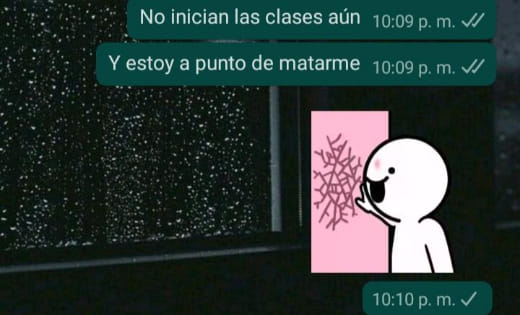 No inician las clases aún 10:09 p. m.
Y estoy a punto de matarme 10:09 p. m.
10:10 p. m.